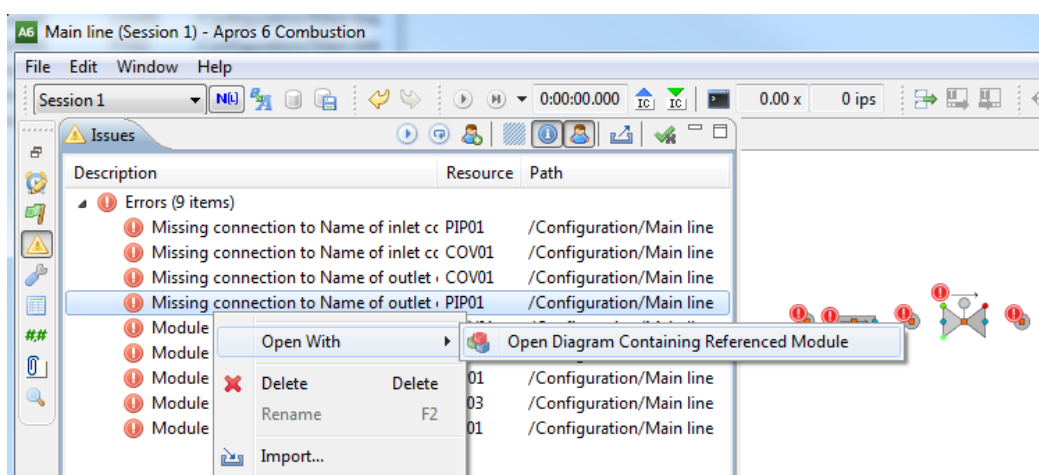 A6 Main line (Session 1) - Apros 6 Combustion
File Edit Window Help
Session 1 N(t) 0:00:00.000 IC IC 0.00 x 0 ips
Issues
Description Resource Path
Errors (9 items)
Missing connection to Name of inlet cc PIP01 /Configuration/Main line
Missing connection to Name of inlet cc COV01 /Configuration/Main line
Missing connection to Name of outlet COV01 /Configuration/Main line
Missing connection to Name of outlet PIP01 /Configuration/Main line
Module
Open With Open Diagram Containing Referenced Module
Module
Module Delete Delete 01 /Configuration/Main line
Module Rename F2 03 /Configuration/Main line
Module 01 /Configuration/Main line
Import...
##